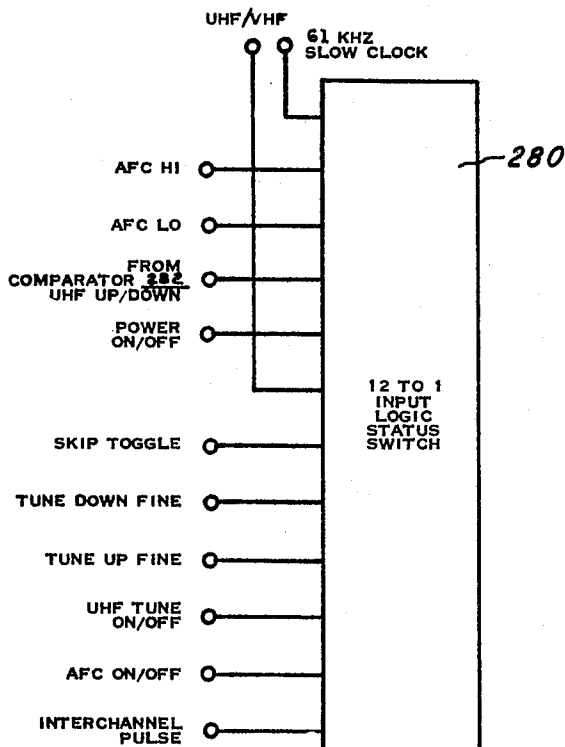 UHF/VHF
61 KHZ
SLOW CLOCK
280
AFC HI
AFC LO
FROM
COMPARATOR 282
UHF UP/DOWN
POWER
ON/OFF
12 TO 1
INPUT
LOGIC
STATUS
SWITCH
SKIP TOGGLE
TUNE DOWN FINE
TUNE UP FINE
UHF TUNE
ON/OFF
AFC ON/OFF
INTERCHANNEL
PULSE